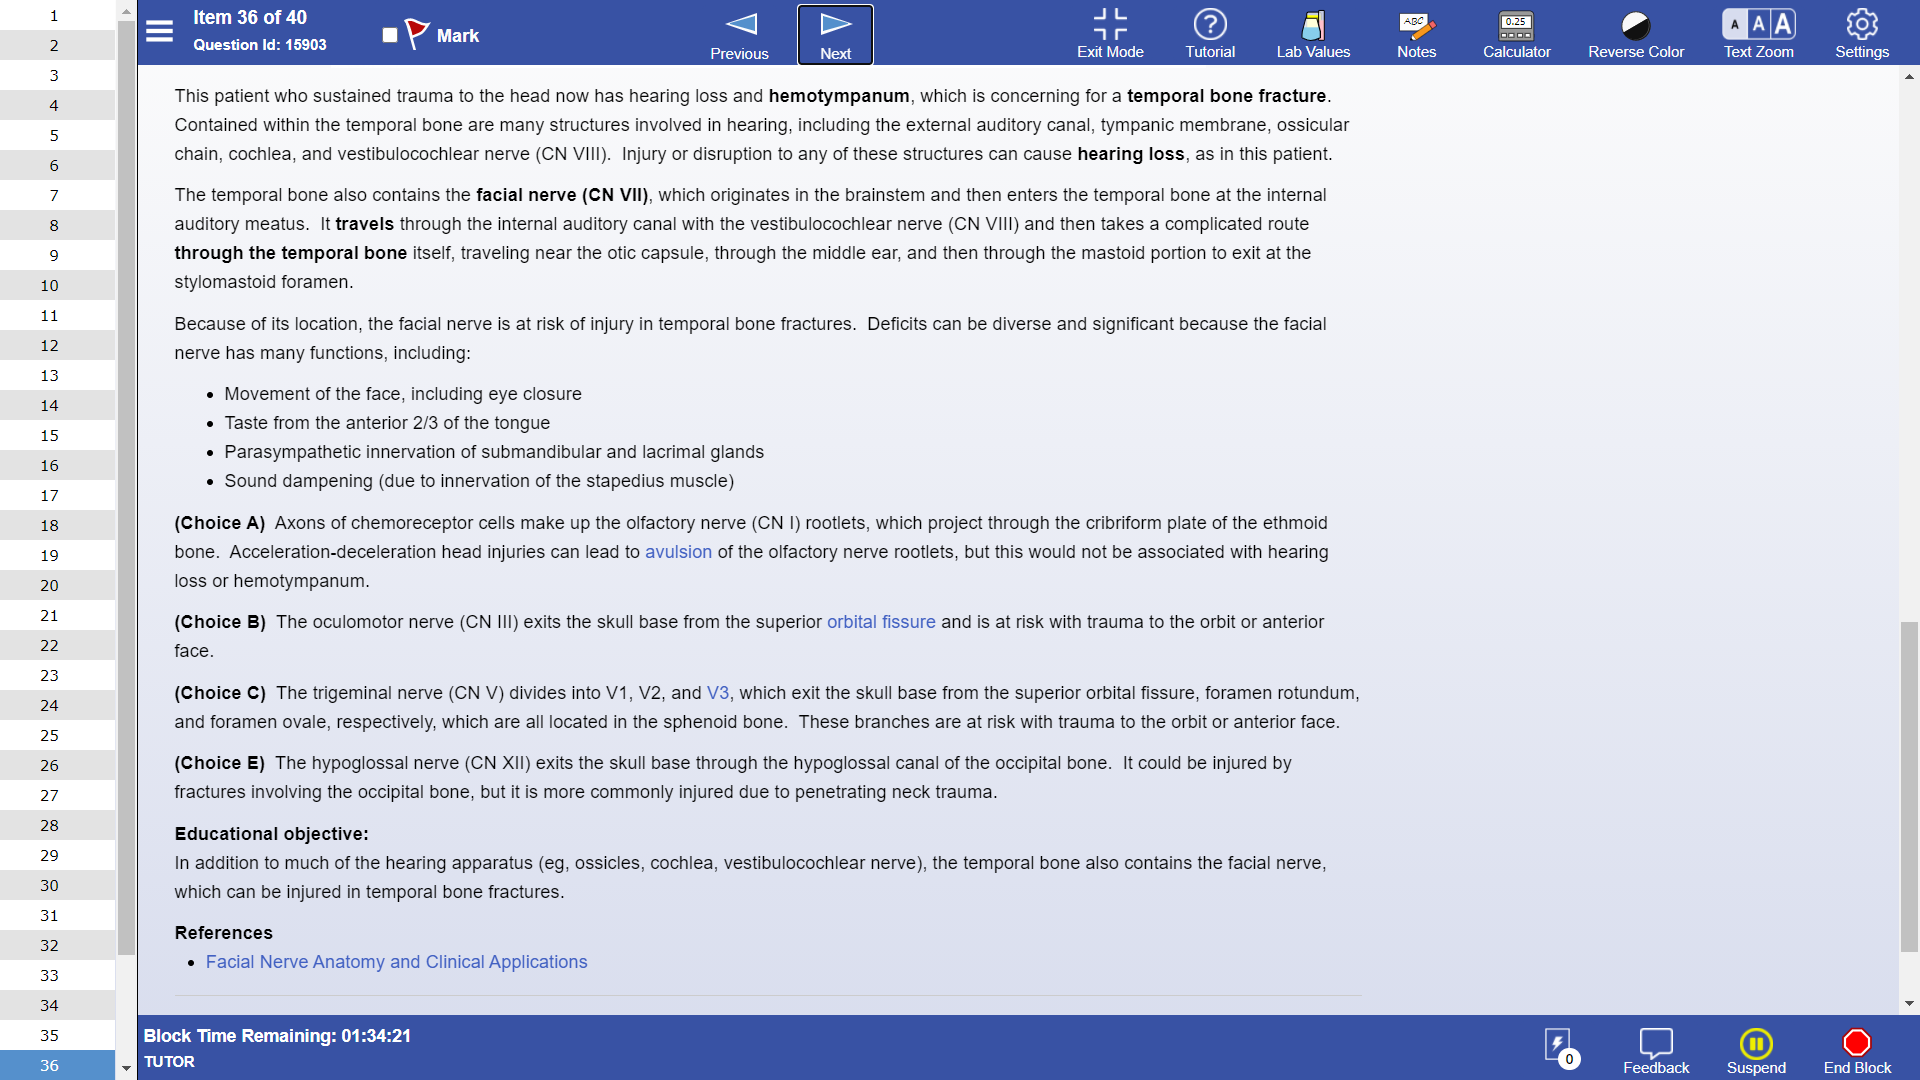 1
2
3
4
5
6
7
8
9
10
11
12
13
14
15
16
17
18
19
20
21
22
23
24
25
26
27
28
29
30
31
32
33
34
35
36
Item 36 of 40
Question Id: 15903
Mark
Previous
Next
Exit Mode
Tutorial
Lab Values
ABC
Notes
0.25
Calculator
Reverse Color
A A A
Text Zoom
Settings
This patient who sustained trauma to the head now has hearing loss and hemotympanum, which is concerning for a temporal bone fracture.
Contained within the temporal bone are many structures involved in hearing, including the external auditory canal, tympanic membrane, ossicular
chain, cochlea, and vestibulocochlear nerve (CN VIII). Injury or disruption to any of these structures can cause hearing loss, as in this patient.
The temporal bone also contains the facial nerve (CN VII), which originates in the brainstem and then enters the temporal bone at the internal
auditory meatus. It travels through the internal auditory canal with the vestibulocochlear nerve (CN VIII) and then takes a complicated route
through the temporal bone itself, traveling near the otic capsule, through the middle ear, and then through the mastoid portion to exit at the
stylomastoid foramen.
Because of its location, the facial nerve is at risk of injury in temporal bone fractures. Deficits can be diverse and significant because the facial
nerve has many functions, including:
• Movement of the face, including eye closure
• Taste from the anterior 2/3 of the tongue
• Parasympathetic innervation of submandibular and lacrimal glands
• Sound dampening (due to innervation of the stapedius muscle)
(Choice A) Axons of chemoreceptor cells make up the olfactory nerve (CN I) rootlets, which project through the cribriform plate of the ethmoid
bone. Acceleration-deceleration head injuries can lead to avulsion of the olfactory nerve rootlets, but this would not be associated with hearing
loss or hemotympanum.
(Choice B) The oculomotor nerve (CN III) exits the skull base from the superior orbital fissure and is at risk with trauma to the orbit or anterior
face.
(Choice C) The trigeminal nerve (CN V) divides into V1, V2, and V3, which exit the skull base from the superior orbital fissure, foramen rotundum,
and foramen ovale, respectively, which are all located in the sphenoid bone. These branches are at risk with trauma to the orbit or anterior face.
(Choice E) The hypoglossal nerve (CN XII) exits the skull base through the hypoglossal canal of the occipital bone. It could be injured by
fractures involving the occipital bone, but it is more commonly injured due to penetrating neck trauma.
Educational objective:
In addition to much of the hearing apparatus (eg, ossicles, cochlea, vestibulocochlear nerve), the temporal bone also contains the facial nerve,
which can be injured in temporal bone fractures.
References
• Facial Nerve Anatomy and Clinical Applications
Block Time Remaining: 01:34:21
TUTOR
0
Feedback
Suspend
End Block